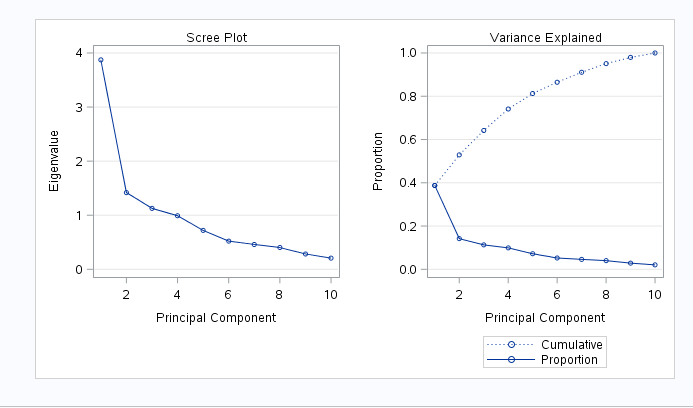 Scree Plot
4
3
2
1
0
Eigenvalue
2 4 6 8 10
Principal Component
Variance Explained
1.0
0.8
0.6
0.4
0.2
0.0
Proportion
2 4 6 8 10
Principal Component
Cumulative
Proportion